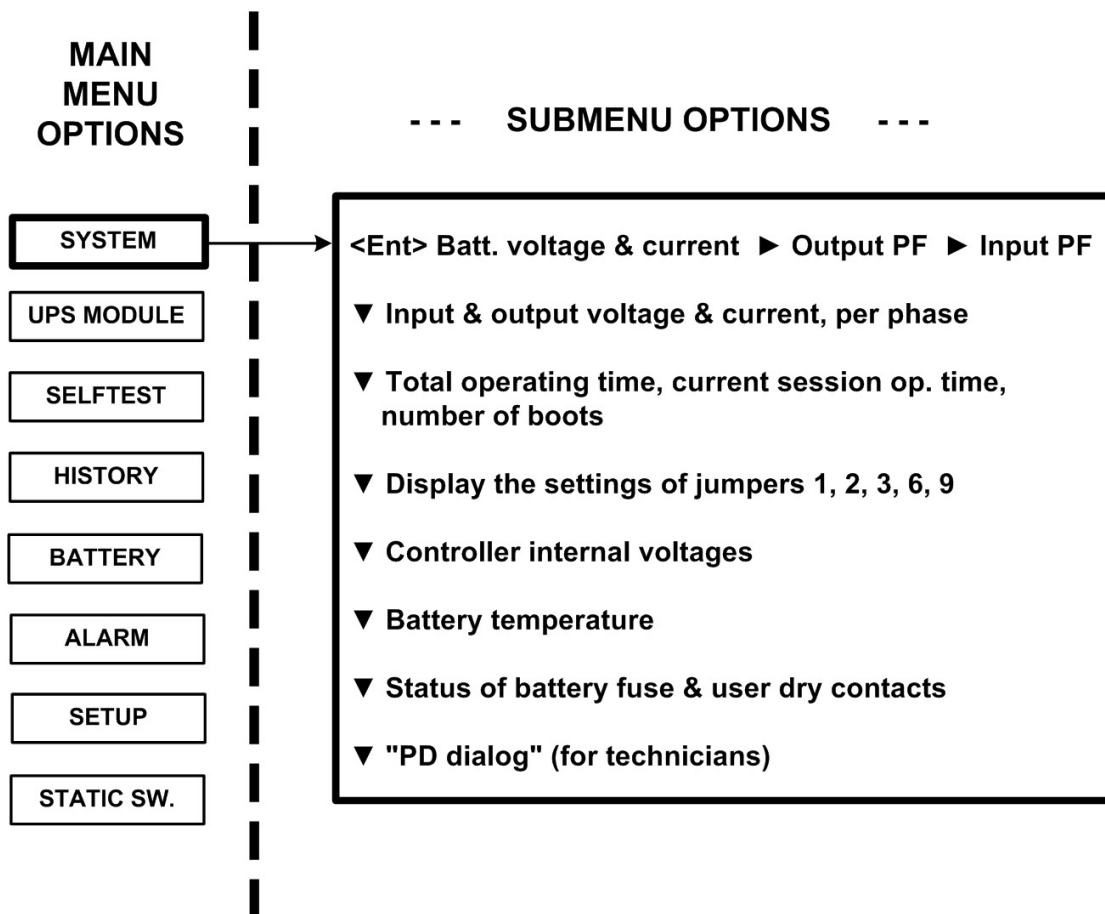 MAIN
MENU
OPTIONS
- - - SUBMENU OPTIONS - - -
SYSTEM
<Ent> Batt. voltage & current ► Output PF ► Input PF
UPS MODULE
▼ Input & output voltage & current, per phase
SELFTEST
▼ Total operating time, current session op. time,
number of boots
HISTORY
▼ Display the settings of jumpers 1, 2, 3, 6, 9
BATTERY
▼ Controller internal voltages
ALARM
▼ Battery temperature
SETUP
▼ Status of battery fuse & user dry contacts
STATIC SW.
▼ "PD dialog" (for technicians)